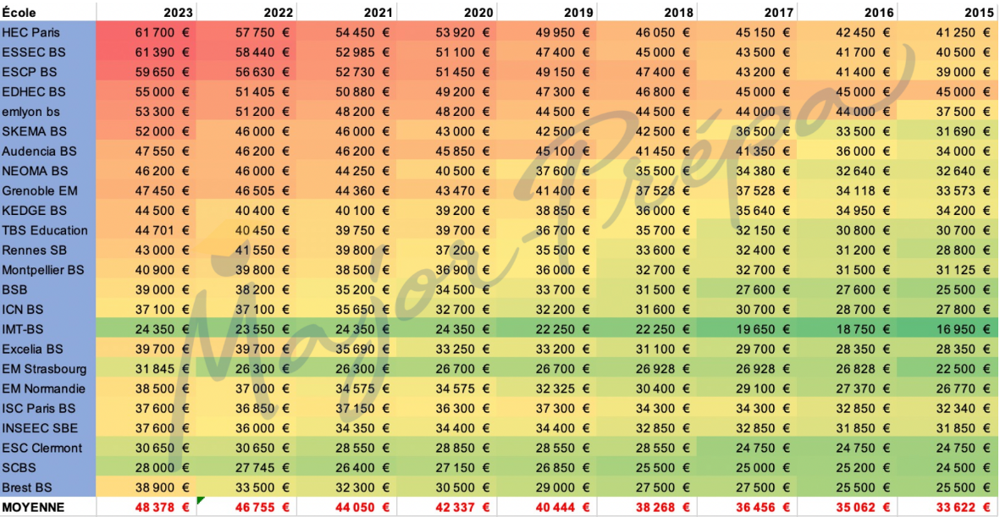 École 2023 2022 2021 2020 2019 2018 2017 2016 2015
HEC Paris 61 700 € 57 750 € 54 450 € 53 920 € 49 950 € 46 050 € 45 150 € 42 450 € 41 250 €
ESSEC BS 61 390 € 58 440 € 52 985 € 51 100 € 47 400 € 45 000 € 43 500 € 41 700 € 40 500 €
ESCP BS 59 650 € 56 630 € 52 730 € 51 450 € 49 150 € 47 400 € 43 200 € 41 400 € 39 000 €
EDHEC BS 55 000 € 51 405 € 50 880 € 49 200 € 47 300 € 46 800 € 45 000 € 45 000 € 45 000 €
emlyon bs 53 300 € 51 200 € 48 200 € 48 200 € 44 500 € 44 500 € 44 000 € 44 000 € 37 500 €
SKEMA BS 52 000 € 46 000 € 46 000 € 43 000 € 42 500 € 42 500 € 36 500 € 33 500 € 31 690 €
Audencia BS 47 550 € 46 200 € 46 200 € 45 850 € 45 100 € 41 450 € 41 350 € 36 000 € 34 000 €
NEOMA BS 46 200 € 46 000 € 44 250 € 40 500 € 37 600 € 35 500 € 34 380 € 32 640 € 32 640 €
Grenoble EM 47 450 € 46 505 € 44 360 € 43 470 € 41 400 € 37 528 € 37 528 € 34 118 € 33 573 €
KEDGE BS 44 500 € 40 400 € 40 100 € 39 200 € 38 850 € 36 000 € 35 640 € 34 950 € 34 200 €
TBS Education 44 701 € 40 450 € 39 750 € 39 700 € 36 700 € 35 700 € 32 150 € 30 800 € 30 700 €
Rennes SB 43 000 € 41 550 € 39 800 € 37 200 € 35 500 € 33 600 € 32 400 € 31 200 € 28 800 €
Montpellier BS 40 900 € 39 800 € 38 500 € 36 900 € 36 000 € 32 700 € 32 700 € 31 500 € 31 125 €
BSB 39 000 € 38 200 € 35 200 € 34 500 € 33 700 € 31 500 € 27 600 € 27 600 € 25 500 €
ICN BS 37 100 € 37 100 € 35 650 € 32 700 € 32 200 € 31 600 € 30 700 € 28 700 € 27 800 €
IMT-BS 24 350 € 23 550 € 24 350 € 24 350 € 22 250 € 22 250 € 19 650 € 18 750 € 16 950 €
Excelia BS 39 700 € 39 700 € 35 690 € 33 250 € 33 200 € 31 100 € 29 700 € 28 350 € 28 350 €
EM Strasbourg 31 845 € 26 300 € 26 300 € 26 700 € 26 700 € 26 928 € 26 928 € 26 828 € 22 500 €
EM Normandie 38 500 € 37 000 € 34 575 € 34 575 € 32 325 € 30 400 € 29 100 € 27 370 € 26 770 €
ISC Paris BS 37 600 € 36 850 € 37 150 € 36 300 € 37 300 € 34 300 € 34 300 € 32 850 € 32 340 €
INSEEC SBE 37 600 € 36 000 € 34 350 € 34 400 € 34 400 € 32 850 € 32 850 € 31 850 € 31 850 €
ESC Clermont 30 650 € 30 650 € 28 550 € 28 850 € 28 550 € 28 550 € 24 750 € 24 750 € 24 750 €
SCBS 28 000 € 27 745 € 26 400 € 27 150 € 26 850 € 25 500 € 25 000 € 25 200 € 24 500 €
Brest BS 38 900 € 33 500 € 32 300 € 30 500 € 29 000 € 27 500 € 27 500 € 25 500 € 25 500 €
MOYENNE 48 378 € 46 755 € 44 050 € 42 337 € 40 444 € 38 268 € 36 456 € 35 062 € 33 622 €
Major-Prépa